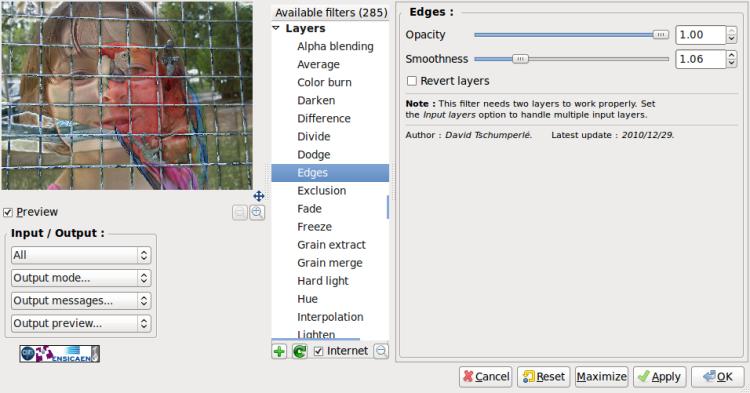 Available filters (285)
Layers
Alpha blending
Average
Color burn
Darken
Difference
Divide
Dodge
Edges
Exclusion
Fade
Freeze
Grain extract
Grain merge
Hard light
Hue
Interpolation
Lighten
Internet
Preview
Input / Output :
All
Output mode...
Output messages...
Output preview...
ENSICAEN
Edges :
Opacity 1.00
Smoothness 1.06
Revert layers
Note : This filter needs two layers to work properly. Set
the Input layers option to handle multiple input layers.
Author : David Tschumperlé. Latest update : 2010/12/29.
Cancel Reset Maximize Apply OK